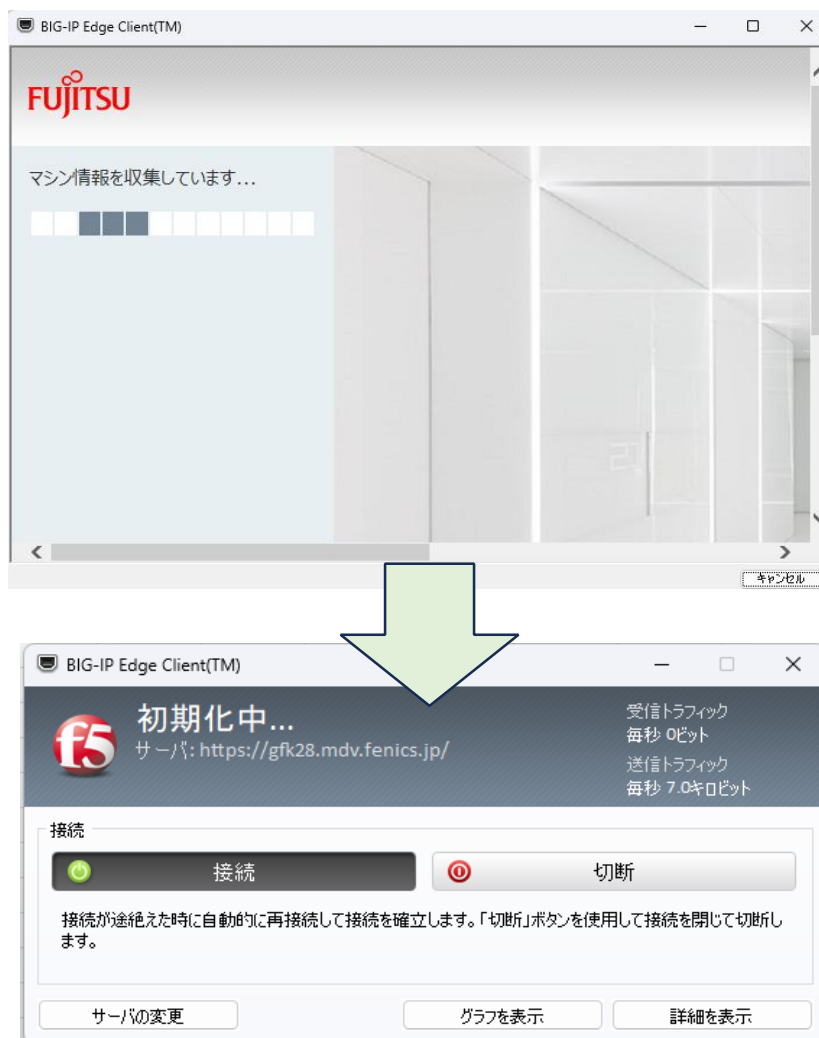 BIG-IP Edge Client(TM)
FUJITSU
マシン情報を収集しています...
キャンセル
BIG-IP Edge Client(TM)
f5
初期化中...
サーバ: https://gfk28.mdv.fenics.jp/
受信トラフィック
毎秒 0ビット
送信トラフィック
毎秒 7.0キロビット
接続
接続
切断
接続が途絶えた時に自動的に再接続して接続を確立します。「切断」ボタンを使用して接続を閉じて切断し
ます。
サーバの変更
グラフを表示
詳細を表示